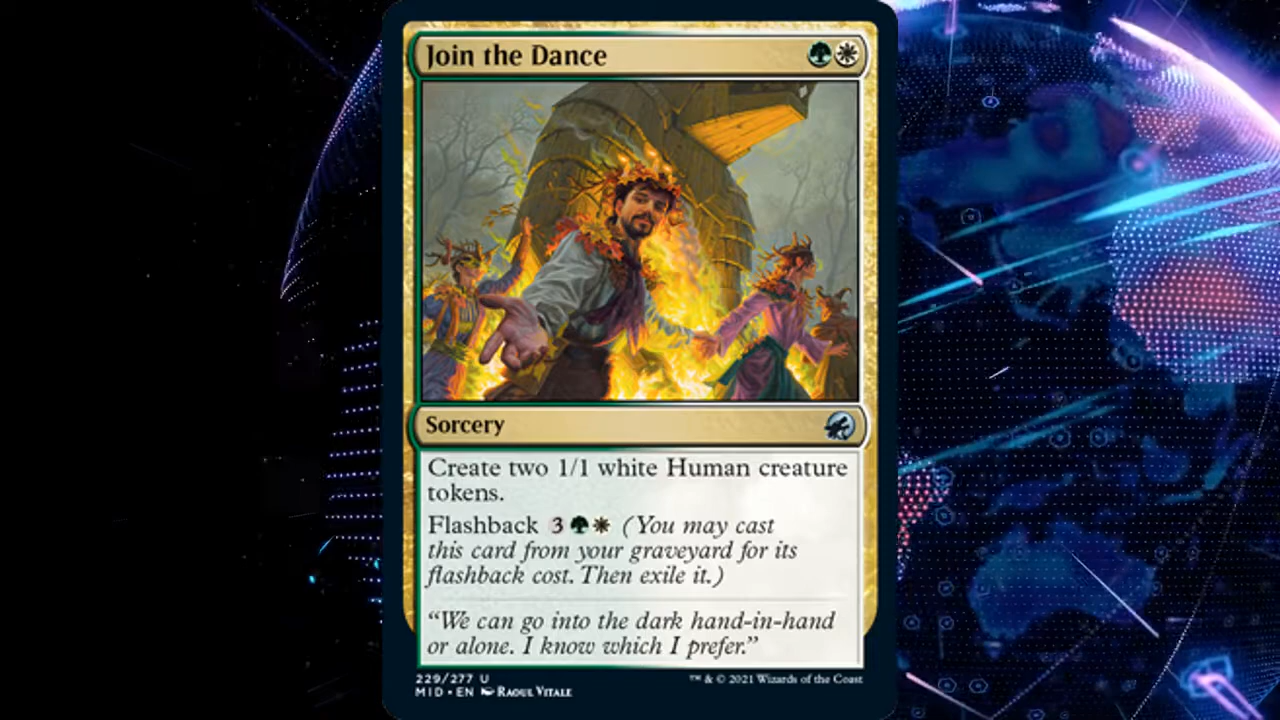 Join the Dance
Sorcery
Create two 1/1 white Human creature
tokens.
Flashback 3 (You may cast
this card from your graveyard for its
flashback cost. Then exile it.)
“We can go into the dark hand-in-hand
or alone. I know which I prefer.”
229/277 U
MID • EN Raoul Vitale
™ & © 2021 Wizards of the Coast